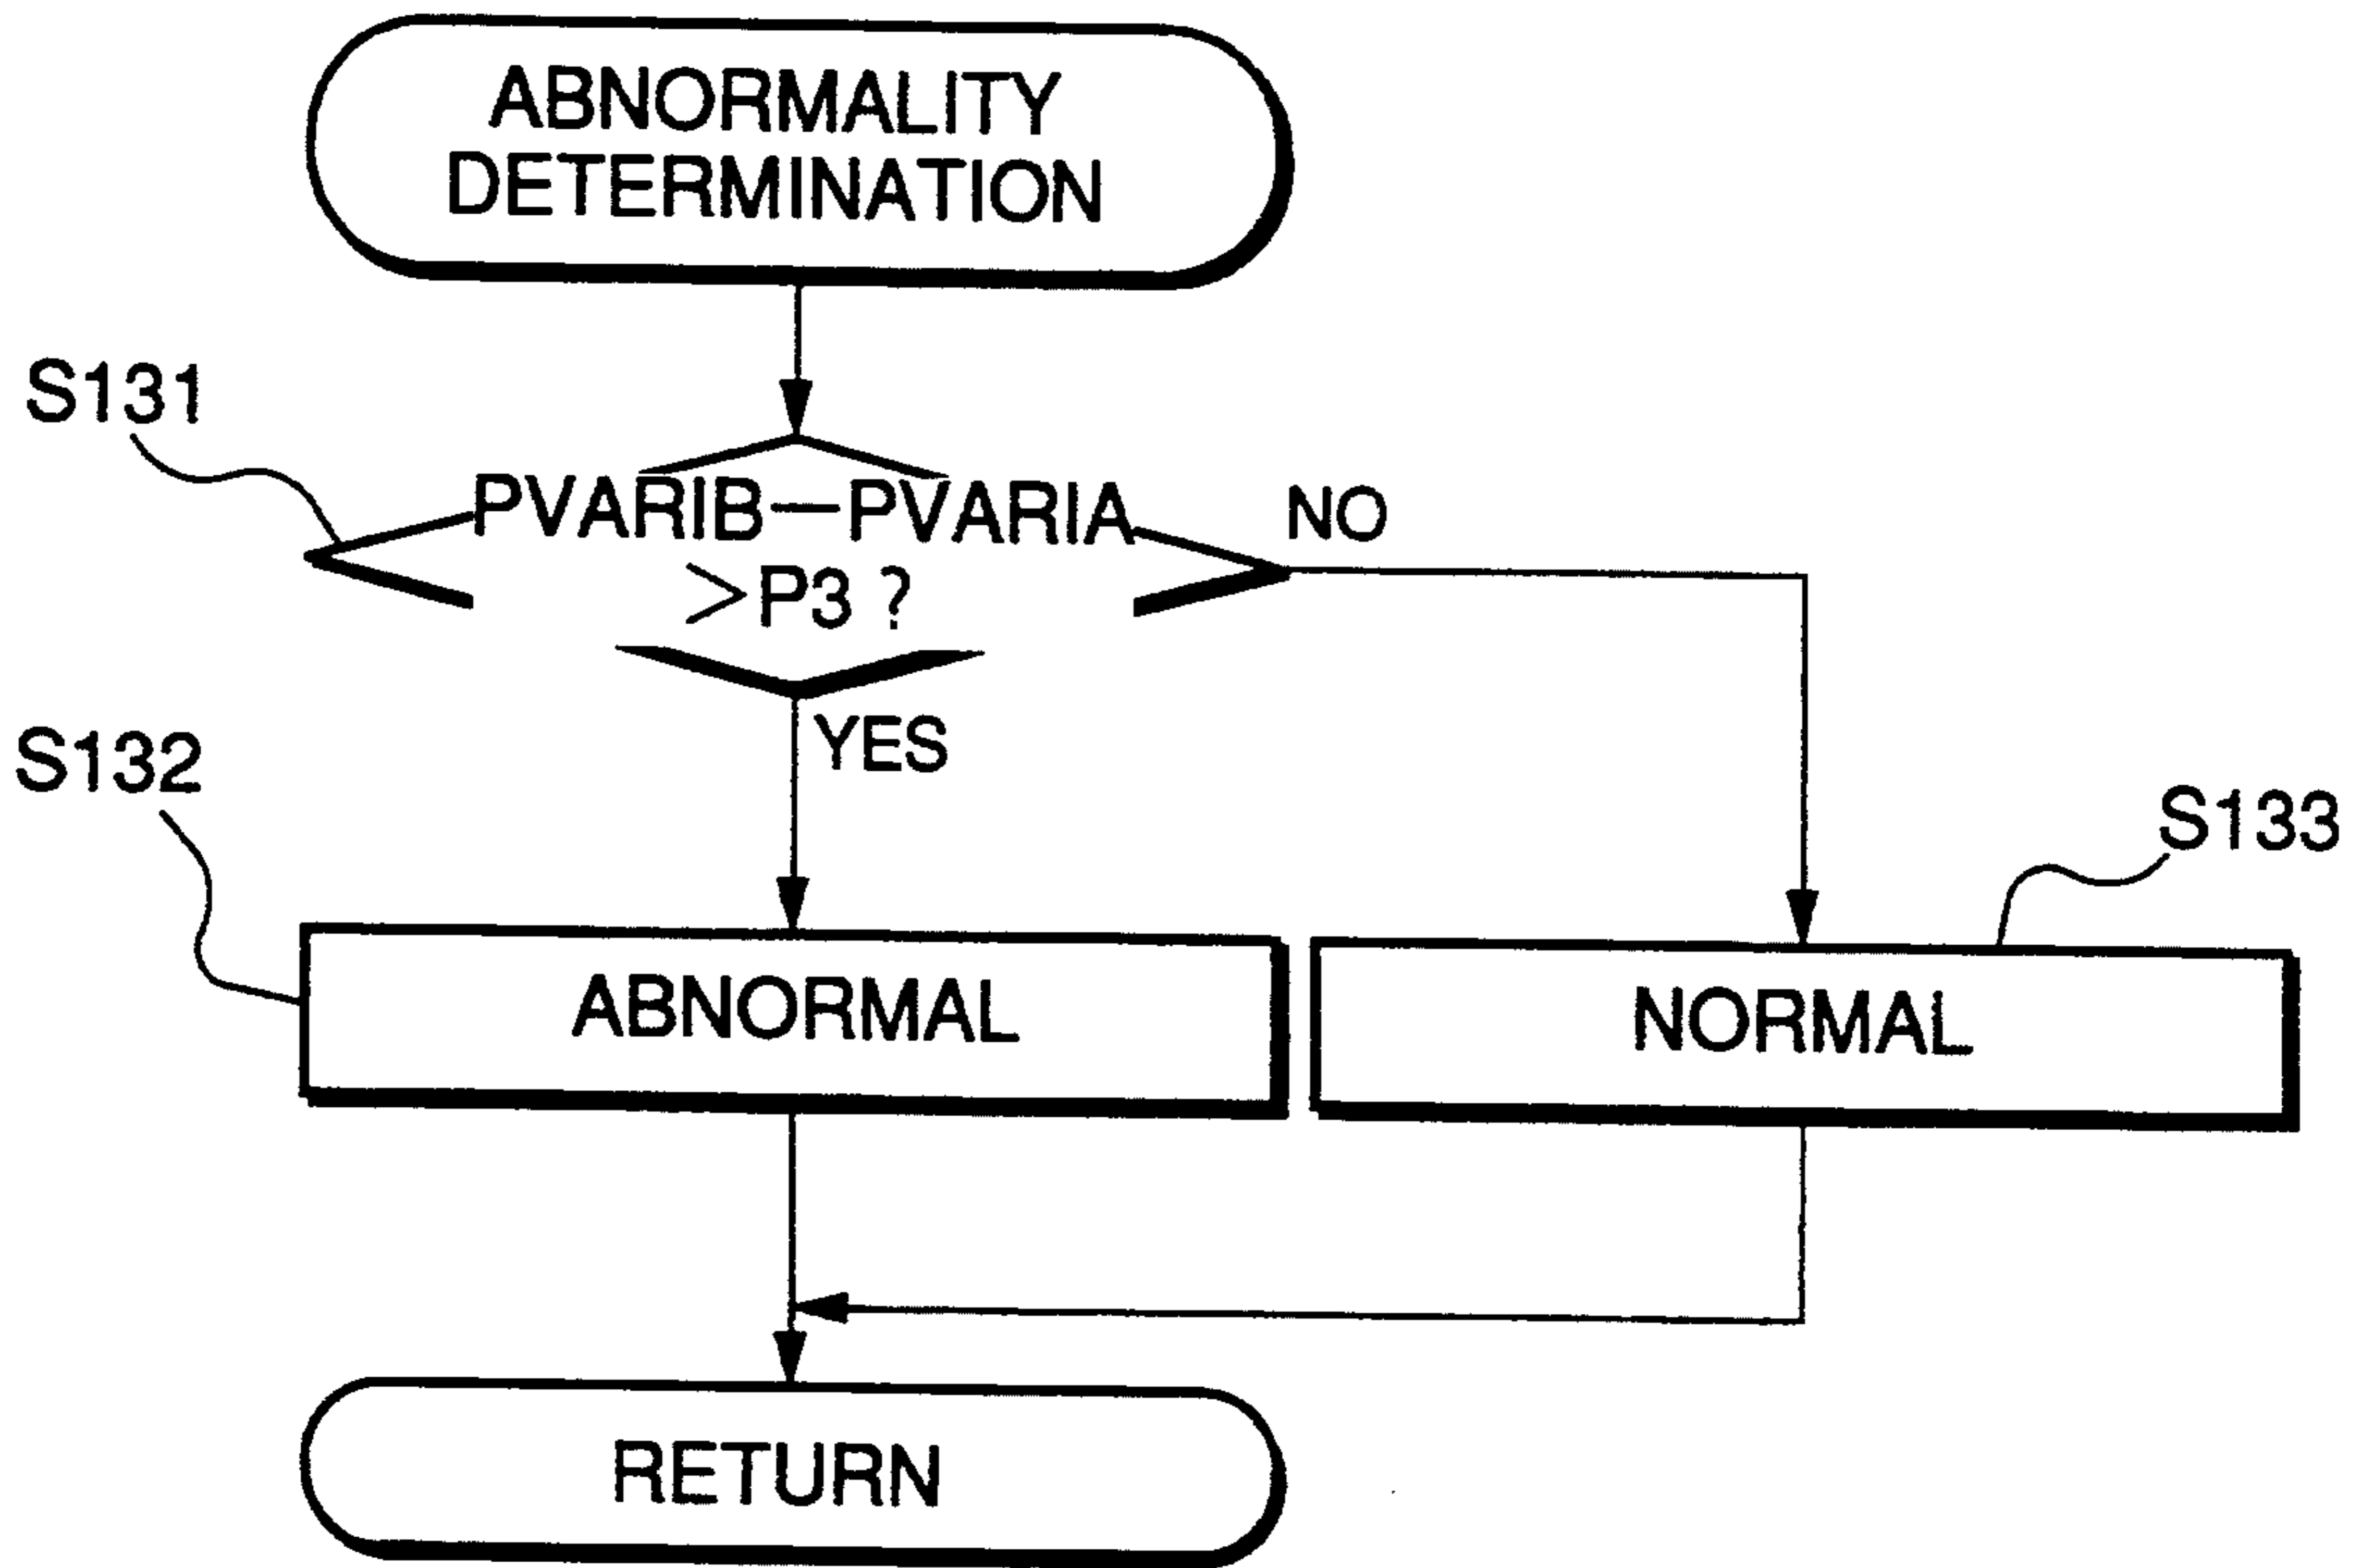 ABNORMALITY
DETERMINATION
S131
PVARIB—PVARIA
>P3 ?
NO
YES
S132
S133
ABNORMAL
NORMAL
RETURN